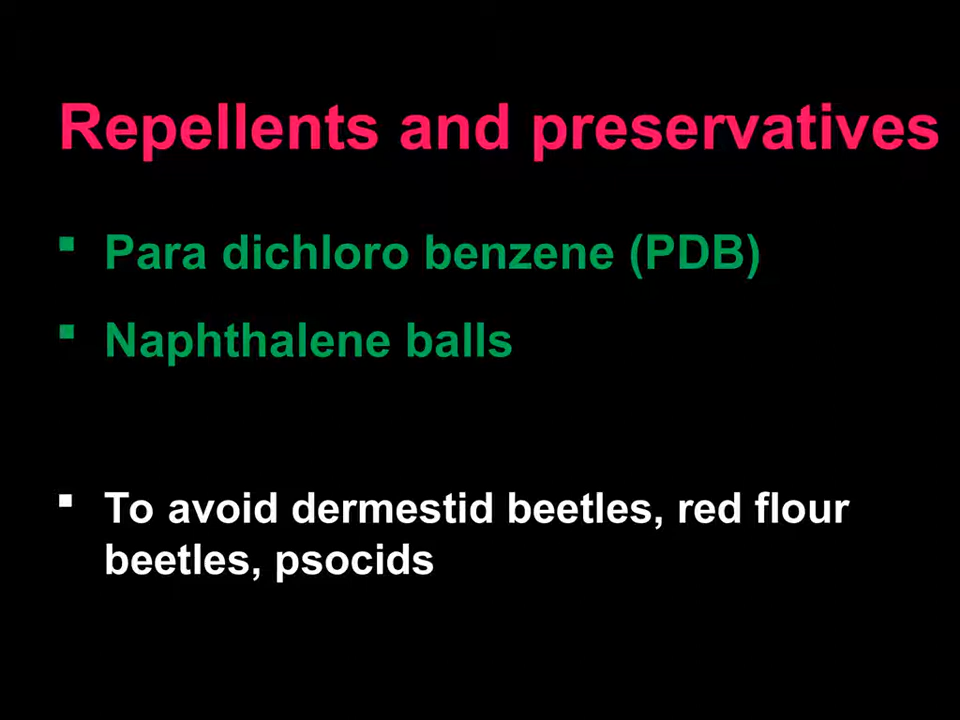 Repellents and preservatives
▪ Para dichloro benzene (PDB)
▪ Naphthalene balls
▪ To avoid dermestid beetles, red flour
beetles, psocids